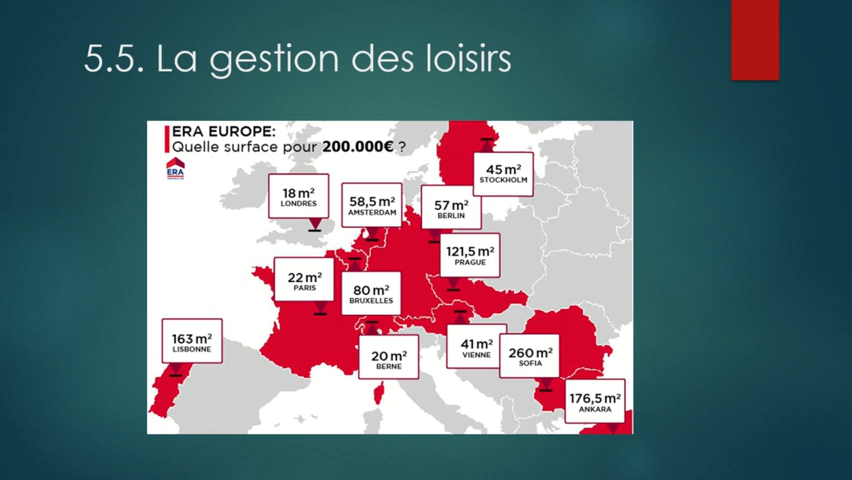 5.5. La gestion des loisirs
ERA EUROPE:
Quelle surface pour 200.000€ ?
ERA
45 m²
STOCKHOLM
18 m²
LONDRES
58,5 m²
AMSTERDAM
57 m²
BERLIN
121,5 m²
PRAGUE
22 m²
PARIS
80 m²
BRUXELLES
163 m²
LISBONNE
20 m²
BERNE
41 m²
VIENNE
260 m²
SOFIA
176,5 m²
ANKARA